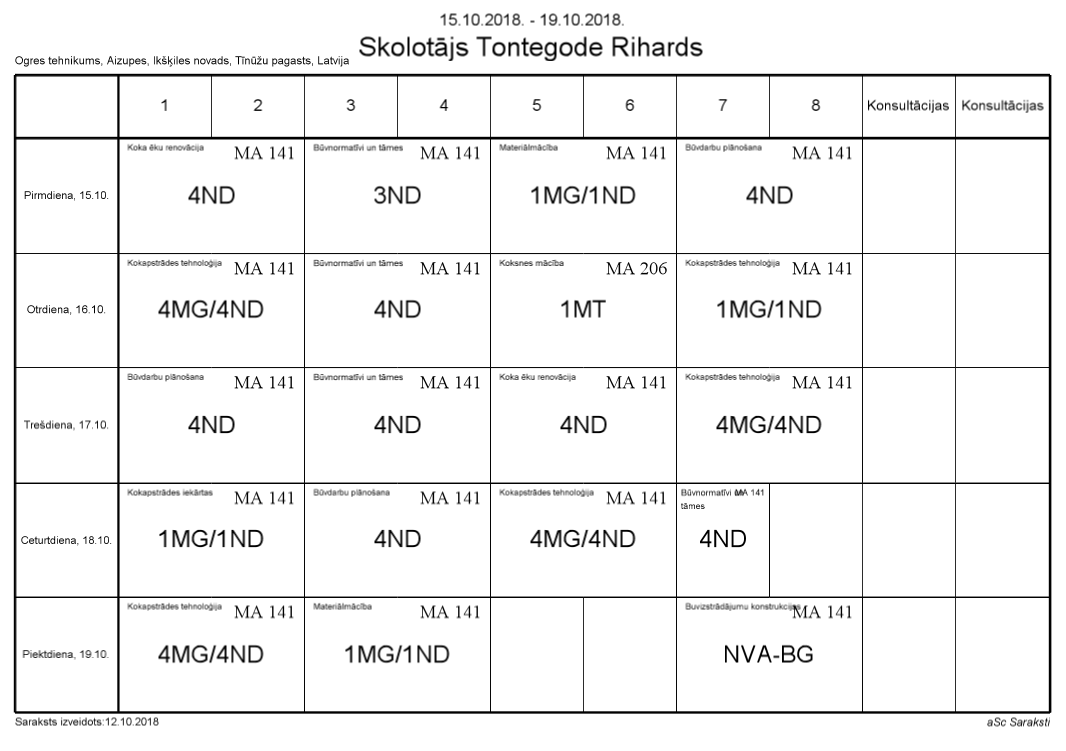 15.10.2018. - 19.10.2018.
Skolotājs Tontegode Rihards
Ogres tehnikums, Aizupes, Ikšķiles novads, Tīnūžu pagasts, Latvija
1 2 3 4 5 6 7 8 Konsultācijas Konsultācijas
Pirmdiena, 15.10.
Koka ēku renovācija MA 141
4ND
Būvnormatīvi un tāmes MA 141
3ND
Materiālmācība MA 141
1MG/1ND
Būvdarbu plānošana MA 141
4ND
Otrdiena, 16.10.
Kokapstrādes tehnoloģija MA 141
4MG/4ND
Būvnormatīvi un tāmes MA 141
4ND
Koksnes mācība MA 206
1MT
Kokapstrādes tehnoloģija MA 141
1MG/1ND
Trešdiena, 17.10.
Būvdarbu plānošana MA 141
4ND
Būvnormatīvi un tāmes MA 141
4ND
Koka ēku renovācija MA 141
4ND
Kokapstrādes tehnoloģija MA 141
4MG/4ND
Ceturtdiena, 18.10.
Kokapstrādes iekārtas MA 141
1MG/1ND
Būvdarbu plānošana MA 141
4ND
Kokapstrādes tehnoloģija MA 141
4MG/4ND
Būvnormatīvi un MA 141
tāmes
4ND
Piektdiena, 19.10.
Kokapstrādes tehnoloģija MA 141
4MG/4ND
Materiālmācība MA 141
1MG/1ND
Buvizstrādājumu konstrukcijas MA 141
NVA-BG
Saraksts izveidots:12.10.2018
aSc Saraksti